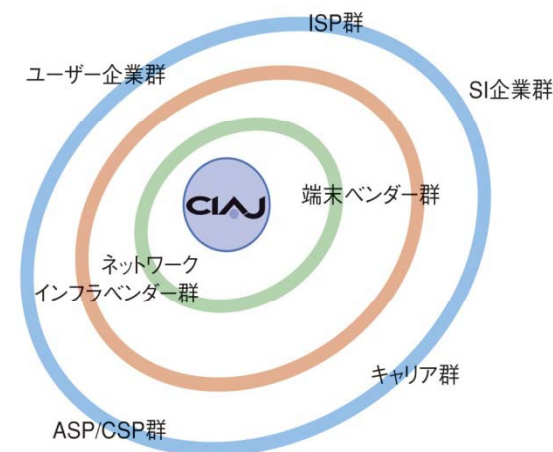 ISP群
ユーザー企業群
SI企業群
CIAJ
端末ベンダー群
ネットワーク
インフラベンダー群
キャリア群
ASP/CSP群